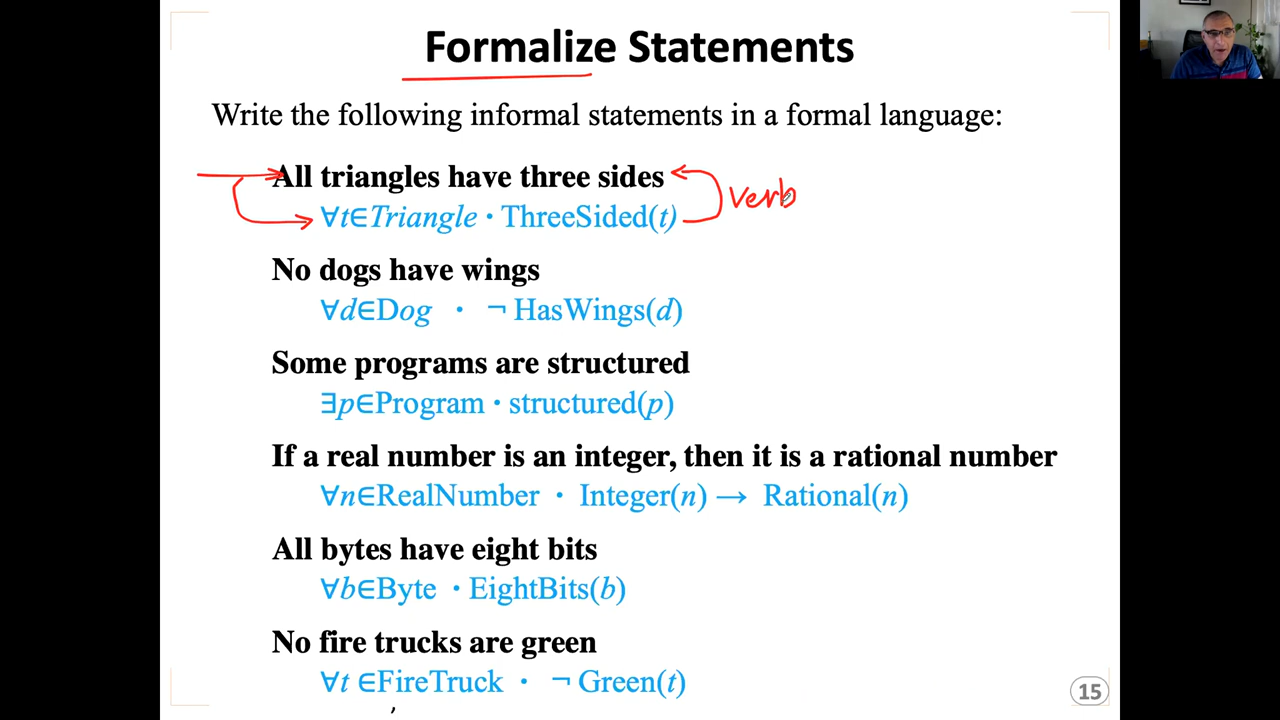 Formalize Statements
Write the following informal statements in a formal language:
All triangles have three sides
verb
∀t∈Triangle · ThreeSided(t)
No dogs have wings
∀d∈Dog · ¬ HasWings(d)
Some programs are structured
∃p∈Program · structured(p)
If a real number is an integer, then it is a rational number
∀n∈RealNumber · Integer(n) → Rational(n)
All bytes have eight bits
∀b∈Byte · EightBits(b)
No fire trucks are green
∀t ∈FireTruck · ¬ Green(t)
15